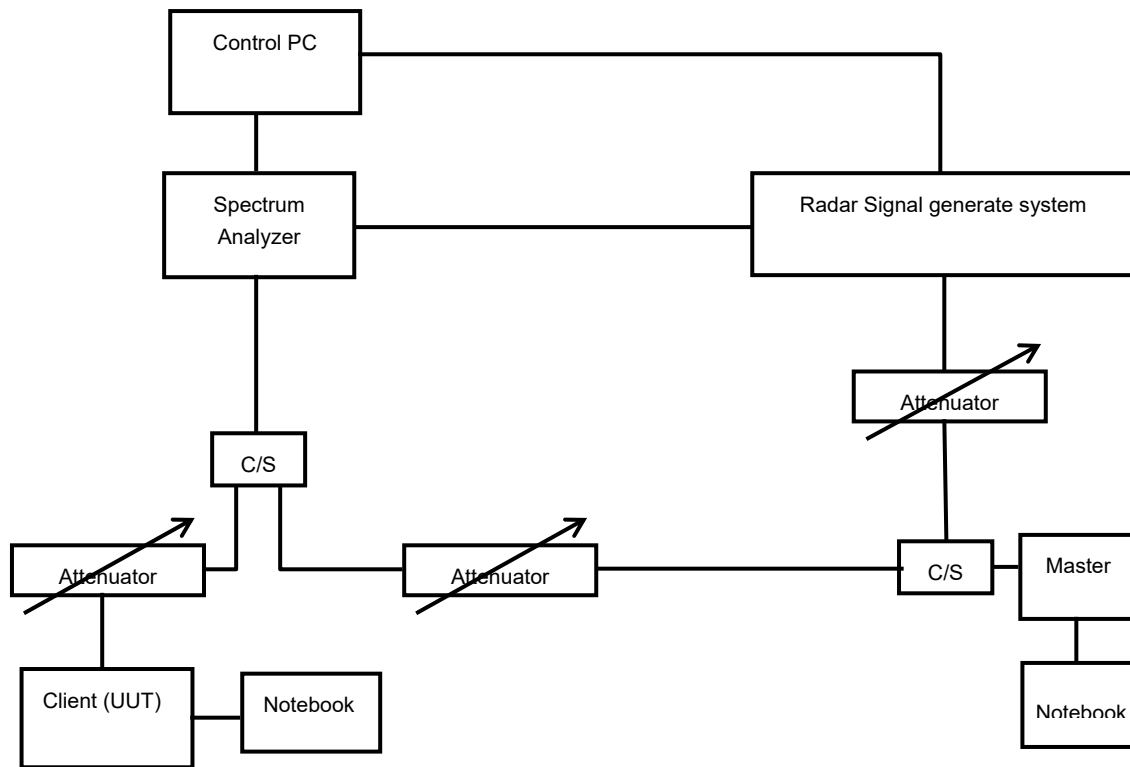 Control PC
Spectrum
Analyzer
Radar Signal generate system
Attenuator
C/S
Attenuator
Attenuator
C/S
Master
Client (UUT)
Notebook
Notebook